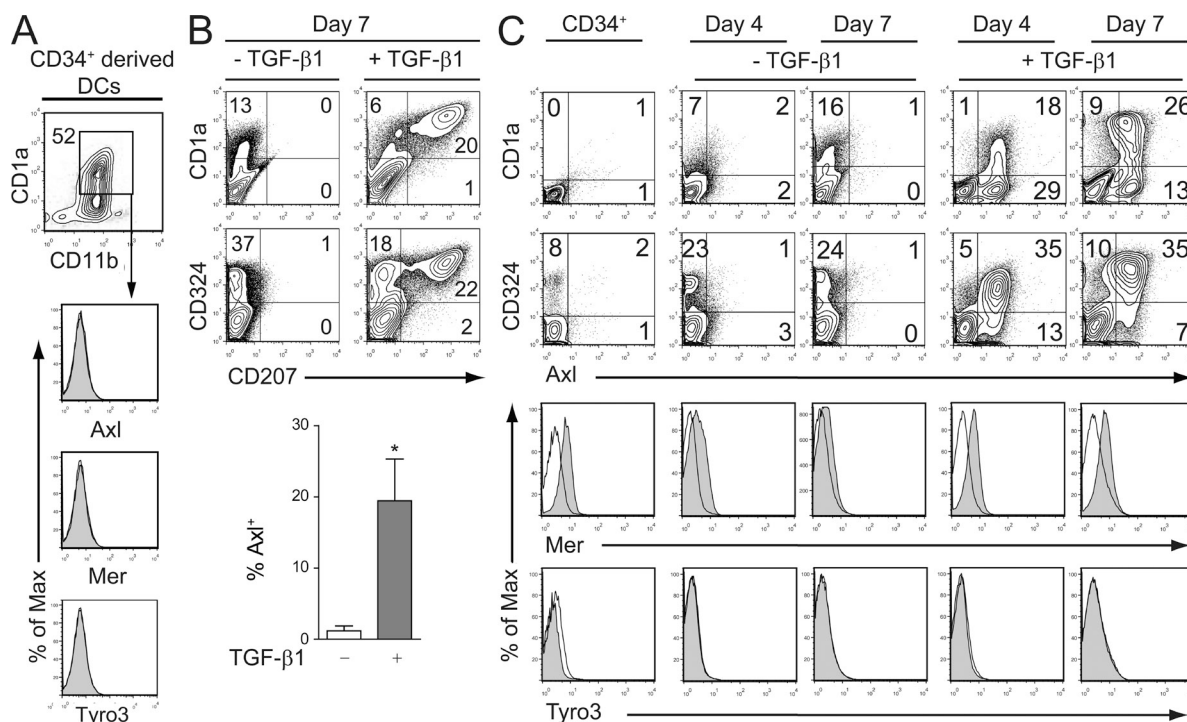 A
CD34+ derived
DCs
52
CD1a
CD11b
% of Max
Axl
Mer
Tyro3
B
Day 7
- TGF-β1
+ TGF-β1
13
0
0
6
20
1
CD1a
37
1
0
18
22
2
CD324
CD207
30
20
10
0
*
% Axl+
TGF-β1
−
+
C
CD34+
Day 4
Day 7
Day 4
Day 7
- TGF-β1
+ TGF-β1
CD1a
0
1
1
7
2
2
16
1
0
1
18
29
9
26
13
CD324
8
2
1
23
1
3
24
1
0
5
35
13
10
35
7
Axl
% of Max
Mer
Tyro3